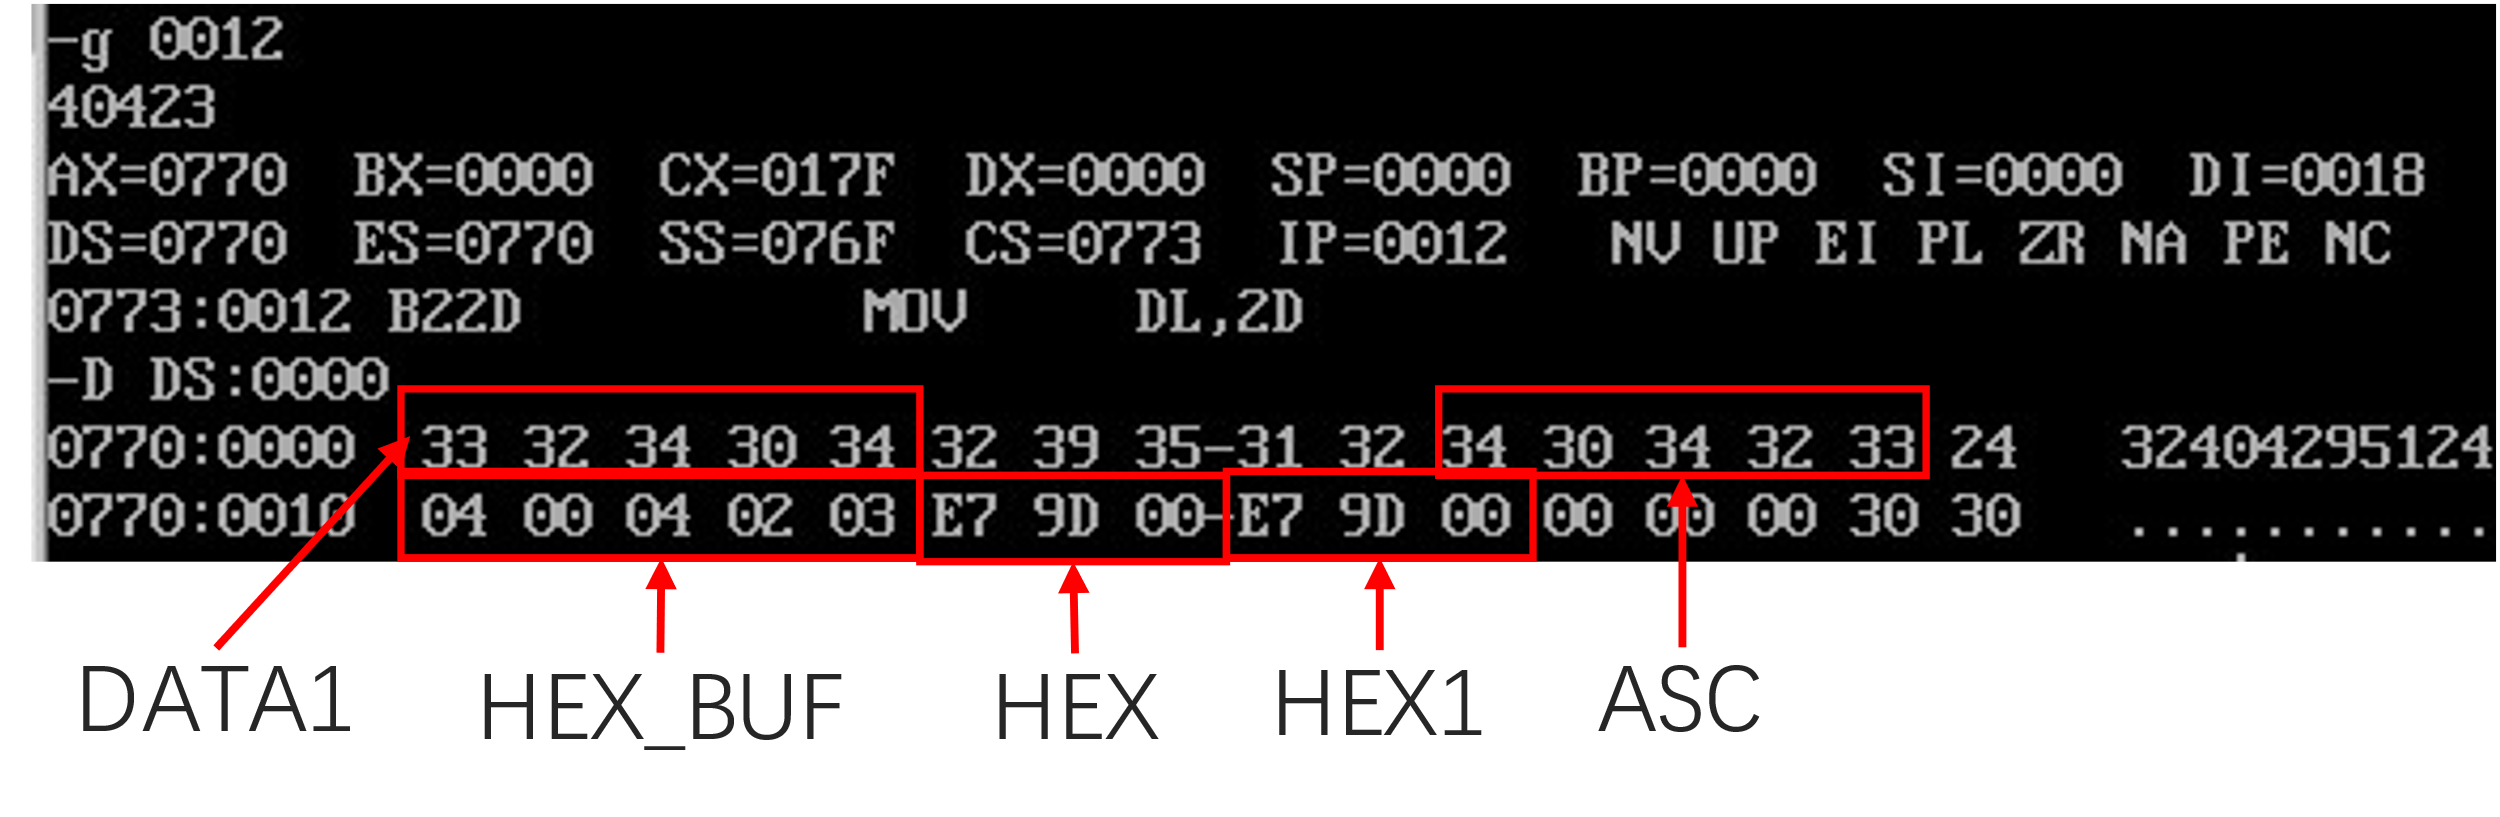 -g 0012
40423
AX=0770 BX=0000 CX=017F DX=0000 SP=0000 BP=0000 SI=0000 DI=0018
DS=0770 ES=0770 SS=076F CS=0773 IP=0012 NV UP EI PL ZR NA PE NC
0773:0012 B22D MOV DL,2D
-D DS:0000
0770:0000 33 32 34 30 34 32 39 35-31 32 34 30 34 32 33 24 32404295124
0770:0010 04 00 04 02 03 E7 9D 00-E7 9D 00 00 00 00 30 30 ...........
DATA1 HEX_BUF HEX HEX1 ASC